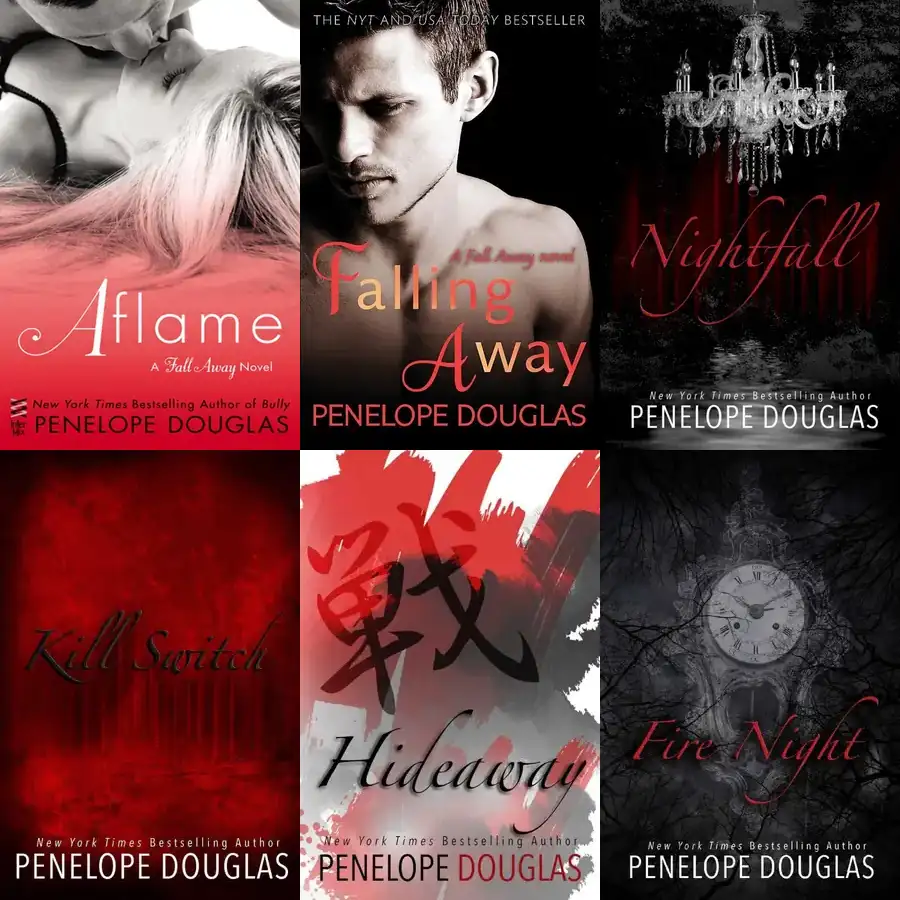 Aflame
A Fall Away Novel
New York Times Bestselling Author of Bully
PENELOPE DOUGLAS
THE NYT AND USA TODAY BESTSELLER
A Fall Away novel
Falling
Away
PENELOPE DOUGLAS
Nightfall
New York Times Bestselling Author
PENELOPE DOUGLAS
Kill Switch
New York Times Bestselling Author
PENELOPE DOUGLAS
戦
Hideaway
New York Times Bestselling Author
PENELOPE DOUGLAS
Fire Night
New York Times Bestselling Author
PENELOPE DOUGLAS